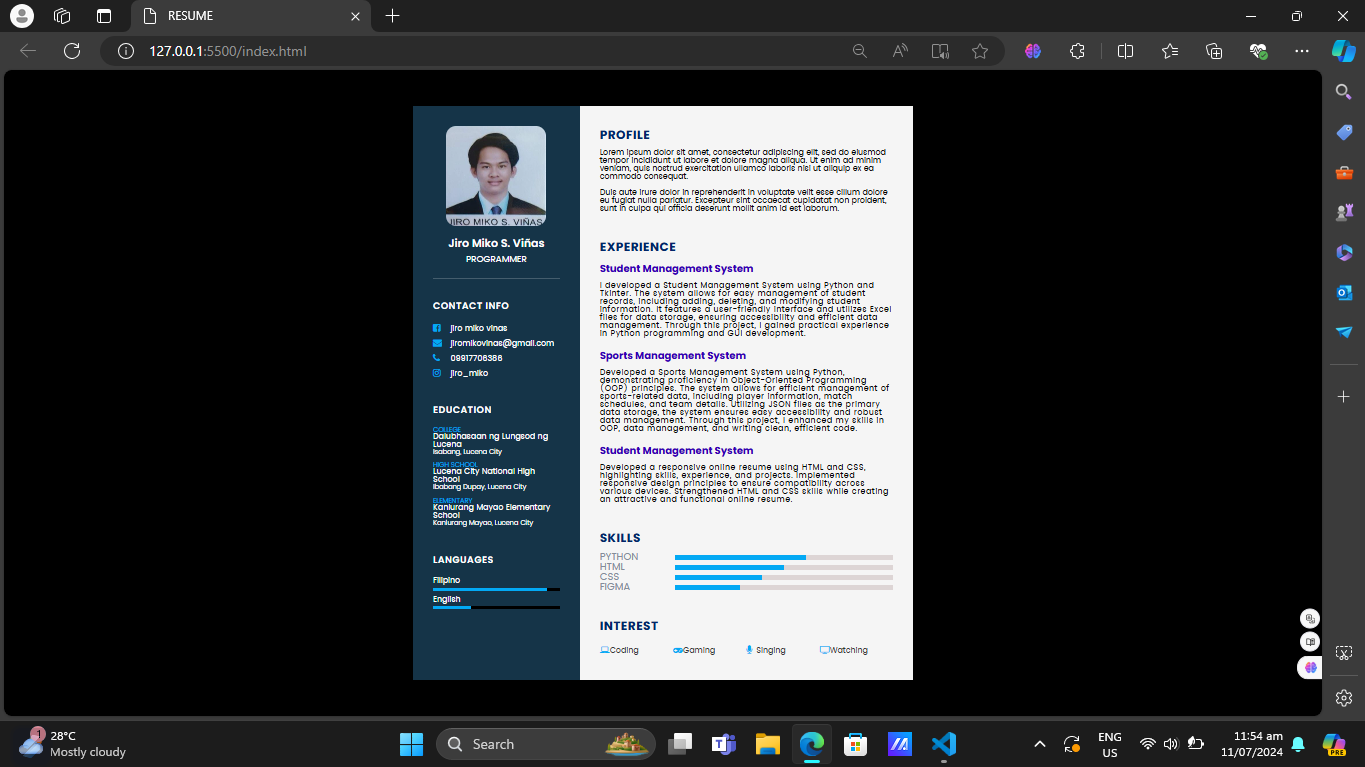 RESUME
127.0.0.1:5500/index.html
JIRO MIKO S. VIÑAS
Jiro Miko S. Viñas
PROGRAMMER
CONTACT INFO
jiro miko vinas
jiromikovinas@gmail.com
09917706386
jiro_miko
EDUCATION
COLLEGE
Dalubhasaan ng Lungsod ng
Lucena
Isabang, Lucena City
HIGH SCHOOL
Lucena City National High
School
Ibabang Dupay, Lucena City
ELEMENTARY
Kanlurang Mayao Elementary
School
Kanlurang Mayao, Lucena City
LANGUAGES
Filipino
English
PROFILE
Lorem ipsum dolor sit amet, consectetur adipiscing elit, sed do eiusmod
tempor incididunt ut labore et dolore magna aliqua. Ut enim ad minim
veniam, quis nostrud exercitation ullamco laboris nisi ut aliquip ex ea
commodo consequat.
Duis aute irure dolor in reprehenderit in voluptate velit esse cillum dolore
eu fugiat nulla pariatur. Excepteur sint occaecat cupidatat non proident,
sunt in culpa qui officia deserunt mollit anim id est laborum.
EXPERIENCE
Student Management System
I developed a Student Management System using Python and
Tkinter. The system allows for easy management of student
records, including adding, deleting, and modifying student
information. It features a user-friendly interface and utilizes Excel
files for data storage, ensuring accessibility and efficient data
management. Through this project, I gained practical experience
in Python programming and GUI development.
Sports Management System
Developed a Sports Management System using Python,
demonstrating proficiency in Object-Oriented Programming
(OOP) principles. The system allows for efficient management of
sports-related data, including player information, match
schedules, and team details. Utilizing JSON files as the primary
data storage, the system ensures easy accessibility and robust
data management. Through this project, I enhanced my skills in
OOP, data management, and writing clean, efficient code.
Student Management System
Developed a responsive online resume using HTML and CSS,
highlighting skills, experience, and projects. Implemented
responsive design principles to ensure compatibility across
various devices. Strengthened HTML and CSS skills while creating
an attractive and functional online resume.
SKILLS
PYTHON
HTML
CSS
FIGMA
INTEREST
Coding Gaming Singing Watching
1
28°C
Mostly cloudy
Search
ENG
US
11:54 am
11/07/2024
PRE